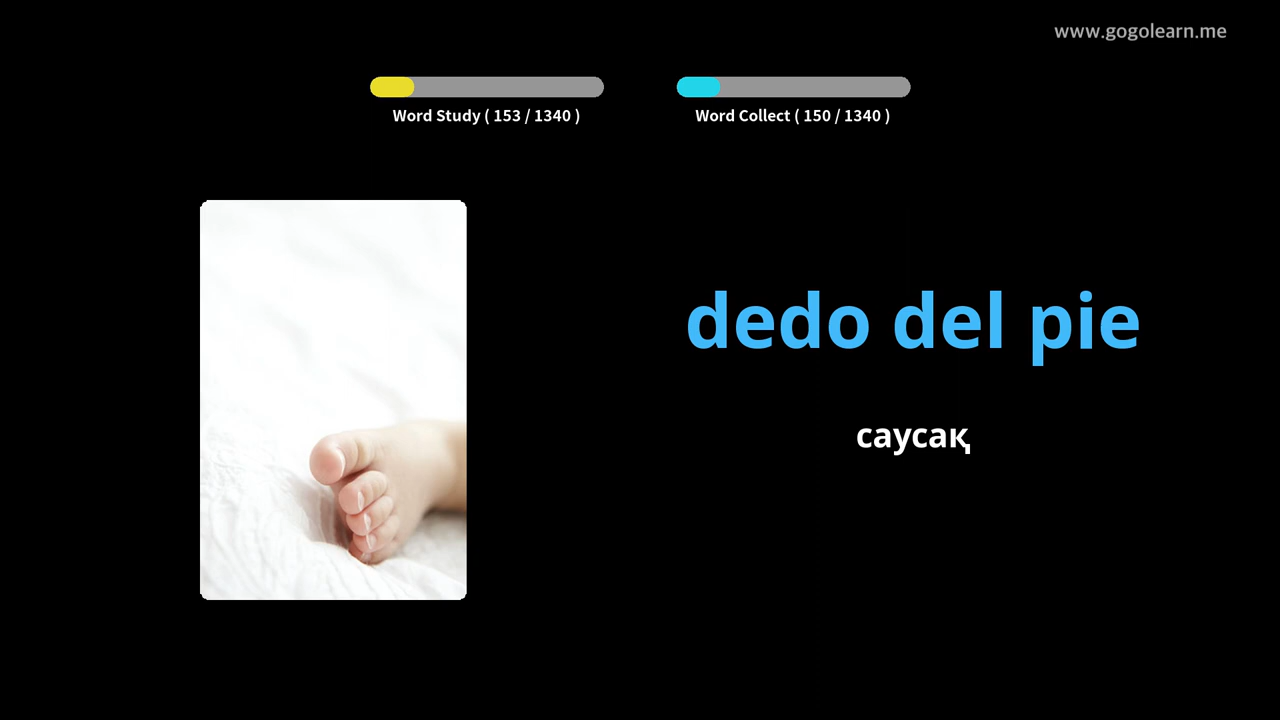 www.gogolearn.me
Word Study ( 153 / 1340 )
Word Collect ( 150 / 1340 )
dedo del pie
саусақ